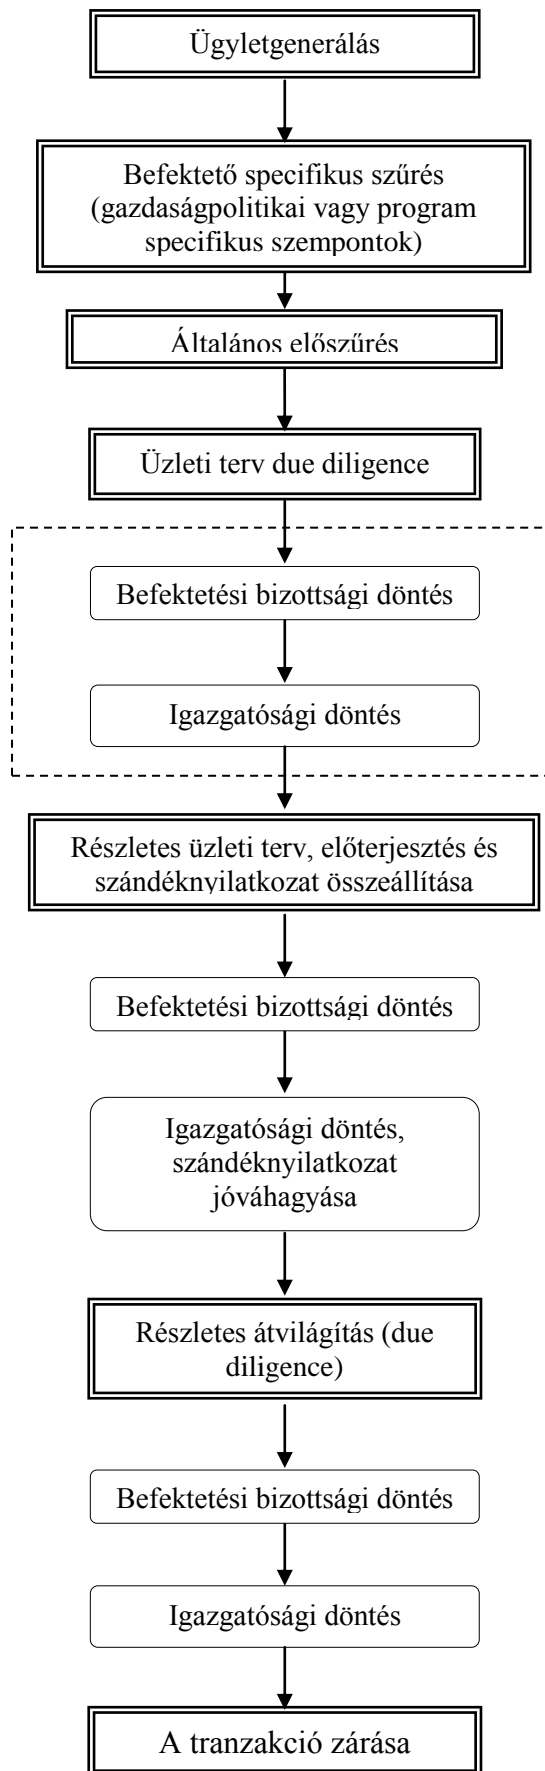 Ügyletgenerálás
Befektető specifikus szűrés
(gazdaságpolitikai vagy program
specifikus szempontok)
Általános előszűrés
Üzleti terv due diligence
Befektetési bizottsági döntés
Igazgatósági döntés
Részletes üzleti terv, előterjesztés és
szándéknyilatkozat összeállítása
Befektetési bizottsági döntés
Igazgatósági döntés,
szándéknyilatkozat
jóváhagyása
Részletes átvilágítás (due
diligence)
Befektetési bizottsági döntés
Igazgatósági döntés
A tranzakció zárása